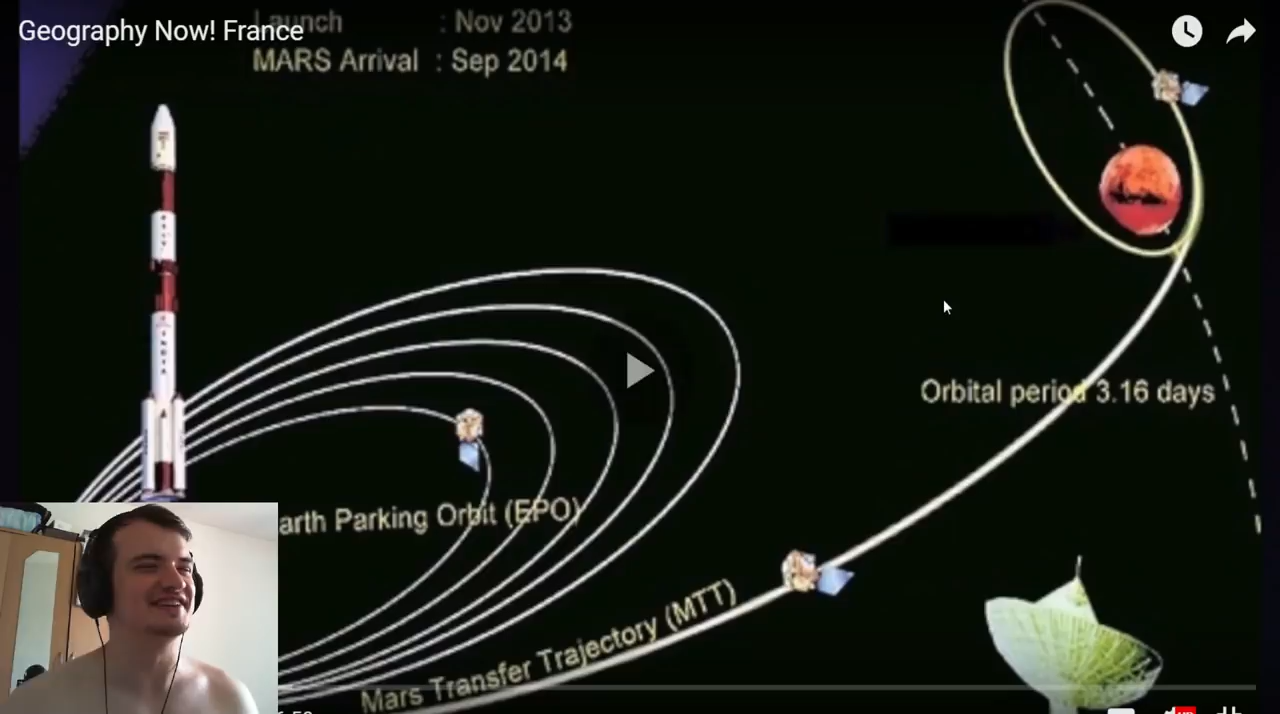 Geography Now! France
Launch : Nov 2013
MARS Arrival : Sep 2014
Orbital period 3.16 days
arth Parking Orbit (EPO)
Mars Transfer Trajectory (MTT)